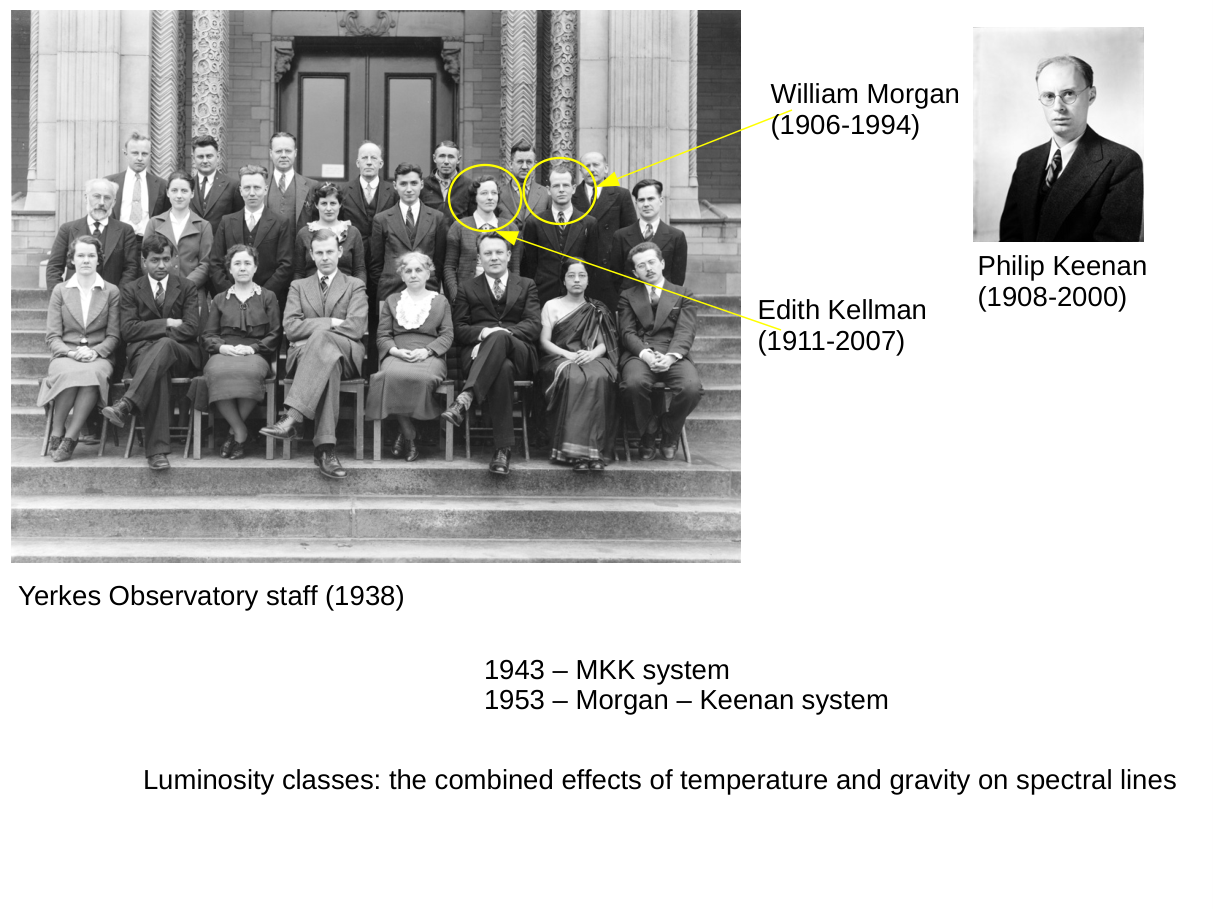 William Morgan
(1906-1994)
Philip Keenan
(1908-2000)
Edith Kellman
(1911-2007)
Yerkes Observatory staff (1938)
1943 – MKK system
1953 – Morgan – Keenan system
Luminosity classes: the combined effects of temperature and gravity on spectral lines